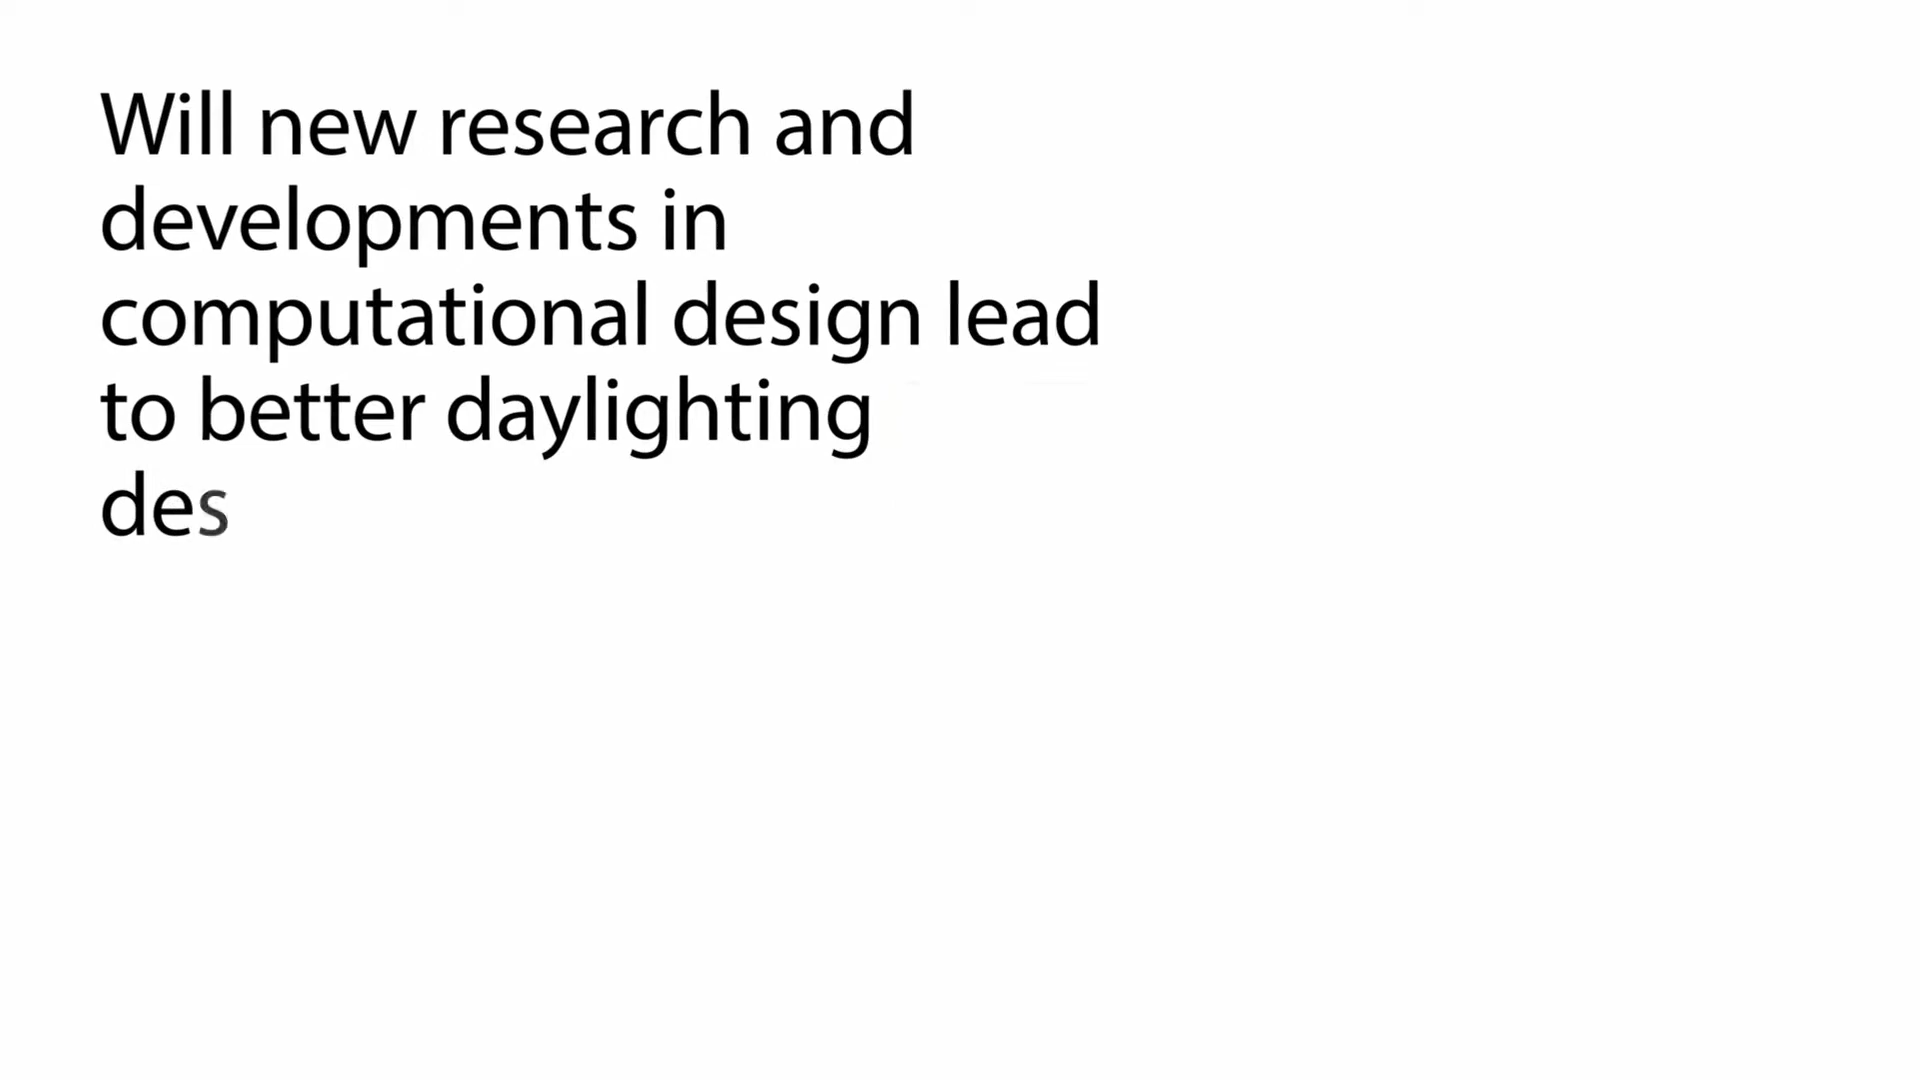 Will new research and
developments in
computational design lead
to better daylighting
des